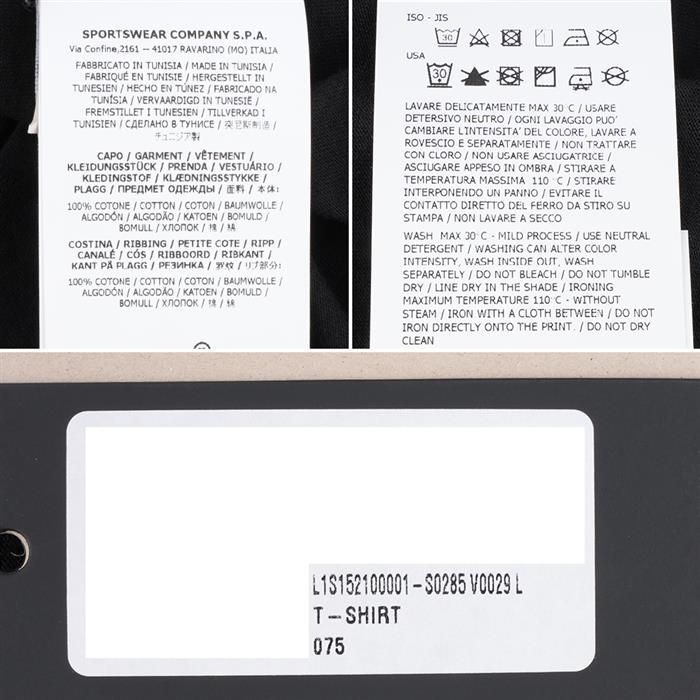 SPORTSWEAR COMPANY S.P.A.
Via Confine,2161 – 41017 RAVARINO (MO) ITALIA
FABBRICATO IN TUNISIA / MADE IN TUNISIA /
FABRIQUÉ EN TUNISIE / HERGESTELLT IN
TUNESIEN / HECHO EN TÚNEZ / FABRICADO NA
TUNÍSIA / VERVAARDIGD IN TUNESIË /
FREMSTILLET I TUNESIEN / TILLVERKAD I
TUNISIEN / СДЕЛАНО В ТУНИСЕ / 突尼斯制造 /
チュニジア製
CAPO / GARMENT / VÊTEMENT /
KLEIDUNGSSTÜCK / PRENDA / VESTUÁRIO /
KLEDINGSTOF / KLÆDNINGSSTYKKE /
PLAGG / ПРЕДМЕТ ОДЕЖДЫ / 面料 / 本体:
100% COTONE / COTTON / COTON / BAUMWOLLE /
ALGODÓN / ALGODÃO / KATOEN / BOMULD /
BOMULL / ХЛОПОК / 棉 / 綿
COSTINA / RIBBING / PETITE COTE / RIPP /
CANALÉ / CÓS / RIBBOORD / RIBKANT /
KANT PÅ PLAGG / РЕЗИНКА / 罗纹 / リブ部分:
100% COTONE / COTTON / COTON / BAUMWOLLE /
ALGODÓN / ALGODÃO / KATOEN / BOMULD /
BOMULL / ХЛОПОК / 棉 / 綿
ISO - JIS
30
USA
30
LAVARE DELICATAMENTE MAX 30°C / USARE
DETERSIVO NEUTRO / OGNI LAVAGGIO PUO'
CAMBIARE L'INTENSITA' DEL COLORE, LAVARE A
ROVESCIO E SEPARATAMENTE / NON TRATTARE
CON CLORO / NON USARE ASCIUGATRICE /
ASCIUGARE APPESO IN OMBRA / STIRARE A
TEMPERATURA MASSIMA 110°C / STIRARE
INTERPONENDO UN PANNO / EVITARE IL
CONTATTO DIRETTO DEL FERRO DA STIRO SU
STAMPA / NON LAVARE A SECCO
WASH MAX 30°C - MILD PROCESS / USE NEUTRAL
DETERGENT / WASHING CAN ALTER COLOR
INTENSITY, WASH INSIDE OUT, WASH
SEPARATELY / DO NOT BLEACH / DO NOT TUMBLE
DRY / LINE DRY IN THE SHADE / IRONING
MAXIMUM TEMPERATURE 110°C - WITHOUT
STEAM / IRON WITH A CLOTH BETWEEN / DO NOT
IRON DIRECTLY ONTO THE PRINT. / DO NOT DRY
CLEAN
L1S152100001-S0285 V0029 L
T-SHIRT
075